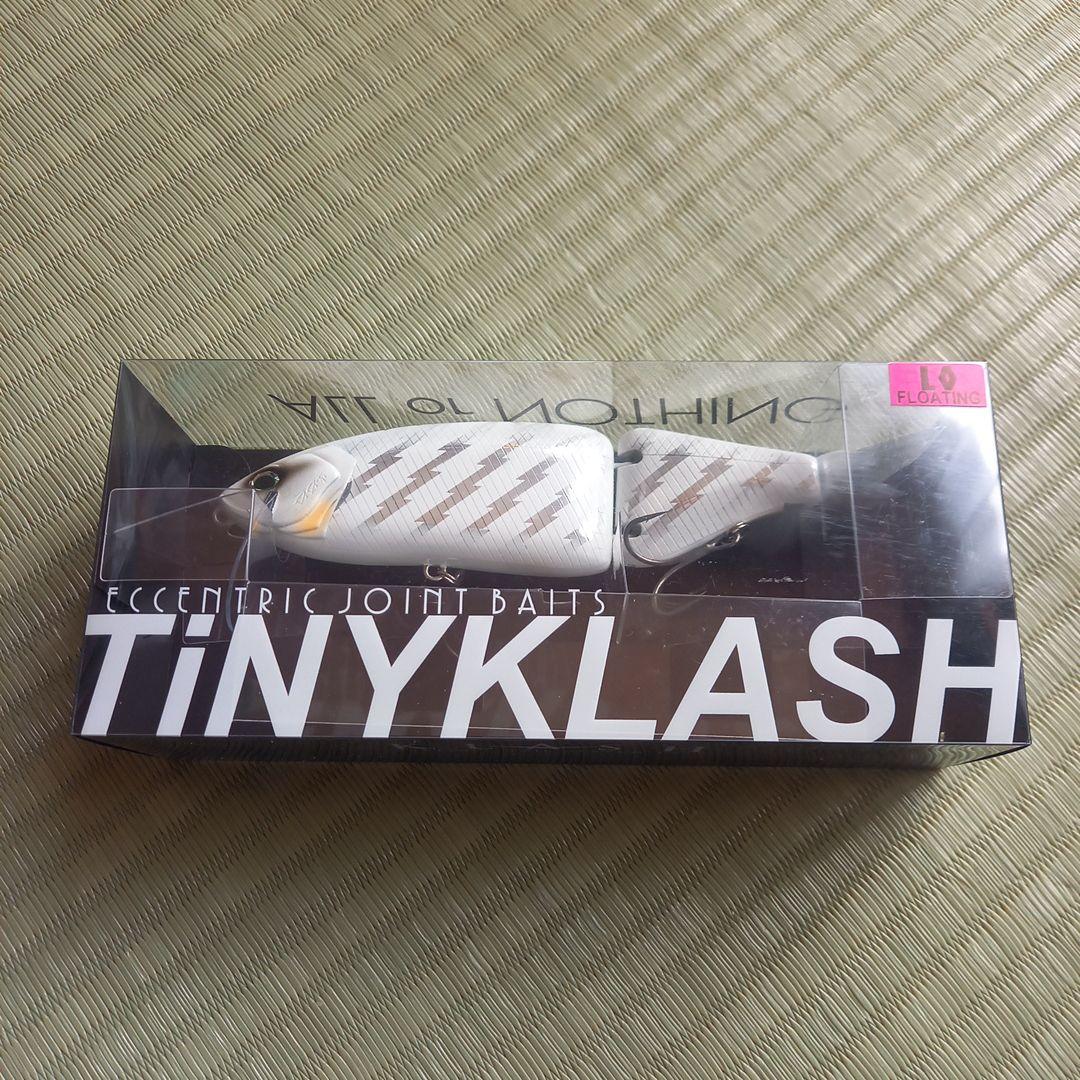 LO
FLOATING
ALL or NOTHING
ECCENTRIC JOINT BAITS
TiNYKLASH